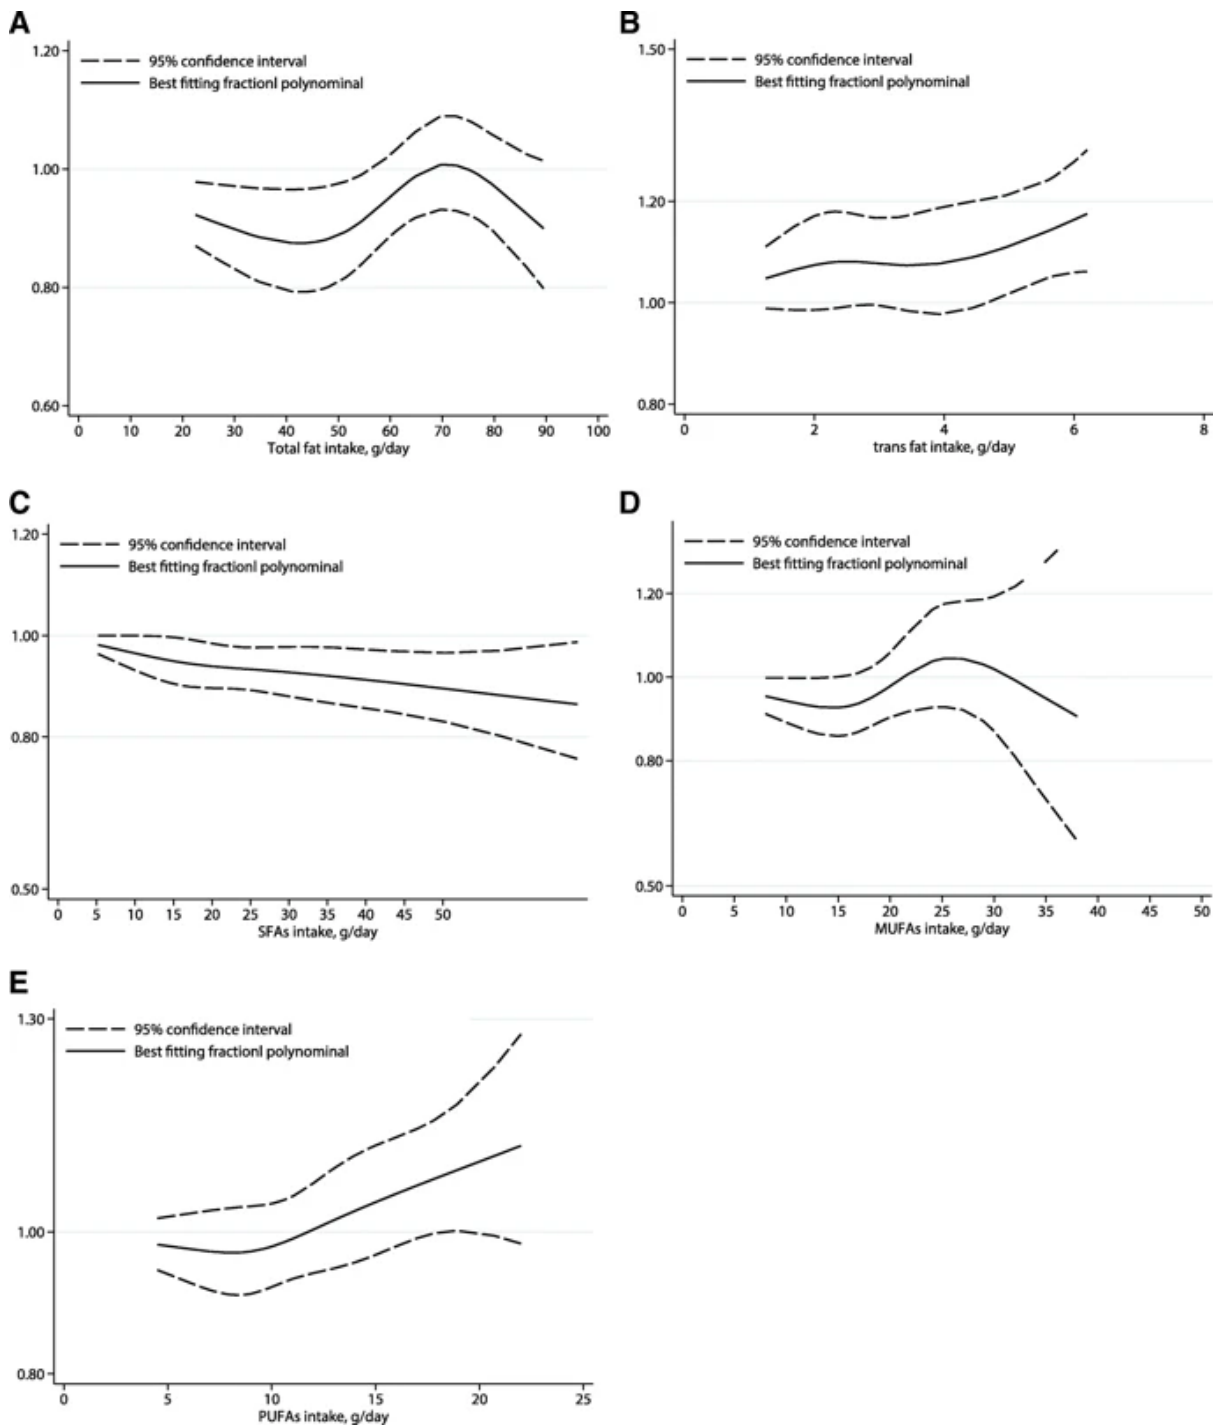 A
1.20
95% confidence interval
Best fitting fractionl polynominal
1.00
0.80
0.60
0 10 20 30 40 50 60 70 80 90 100
Total fat intake, g/day
B
1.50
95% confidence interval
Best fitting fractionl polynominal
1.20
1.00
0.80
0 2 4 6 8
trans fat intake, g/day
C
1.20
95% confidence interval
Best fitting fractionl polynominal
1.00
0.80
0.50
0 5 10 15 20 25 30 35 40 45 50
SFAs intake, g/day
D
95% confidence interval
Best fitting fractionl polynominal
1.20
1.00
0.80
0.50
0 5 10 15 20 25 30 35 40 45 50
MUFAs intake, g/day
E
1.30
95% confidence interval
Best fitting fractionl polynominal
1.00
0.80
0 5 10 15 20 25
PUFAs intake, g/day